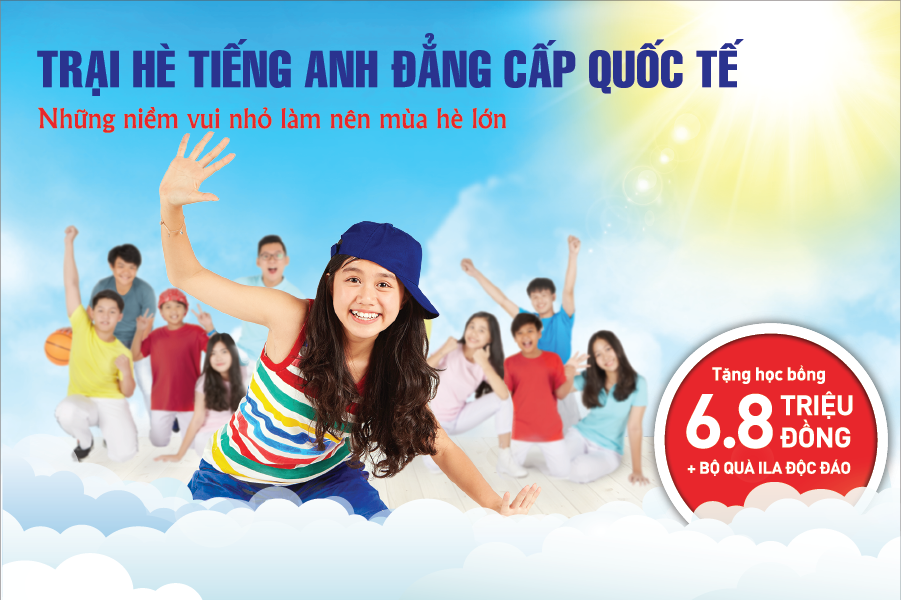 TRẠI HÈ TIẾNG ANH ĐẲNG CẤP QUỐC TẾ
Những niềm vui nhỏ làm nên mùa hè lớn
Tặng học bổng
6.8 TRIỆU ĐỒNG
+ BỘ QUÀ ILA ĐỘC ĐÁO